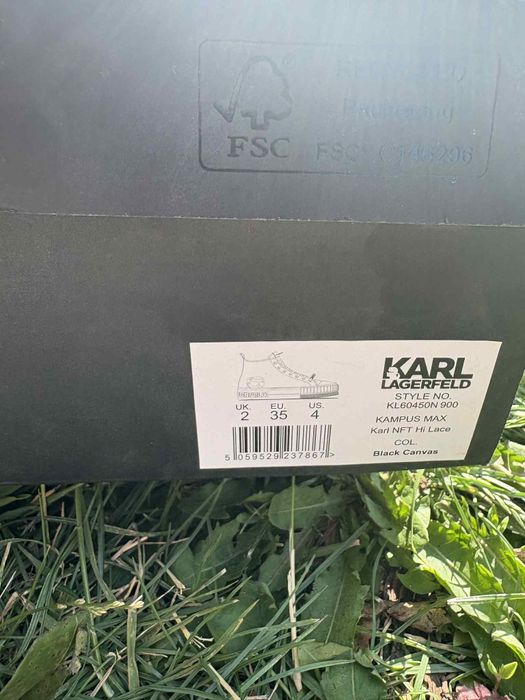 FSC
KARL
LAGERFELD
STYLE NO.
KL60450N 900
KAMPUS MAX
Karl NFT Hi Lace
COL.
Black Canvas
UK. EU. US.
2 35 4
5 059529 237867 >